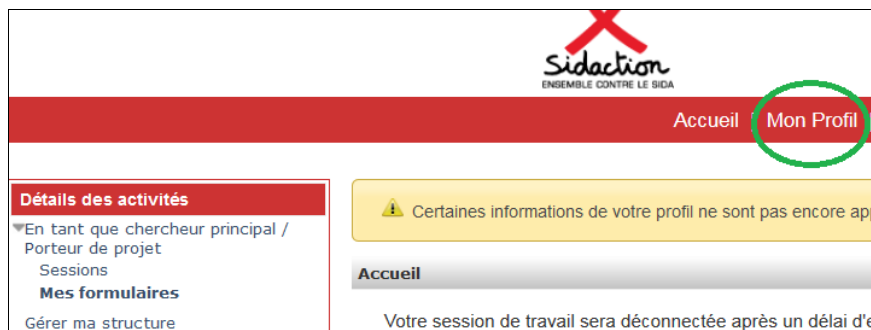 Sidaction
ENSEMBLE CONTRE LE SIDA
Accueil Mon Profil
Détails des activités
En tant que chercheur principal /
Porteur de projet
Sessions
Mes formulaires
Gérer ma structure
Certaines informations de votre profil ne sont pas encore
Accueil
Votre session de travail sera déconnectée après un délai